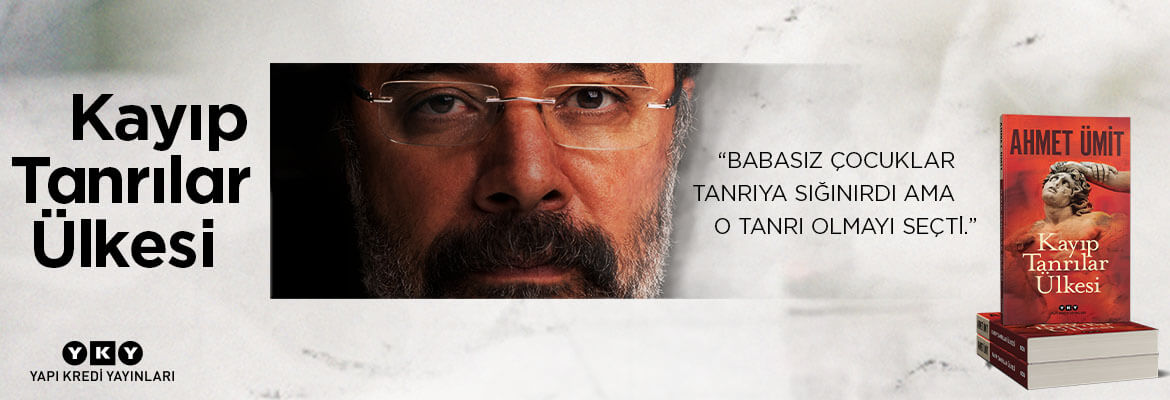 Kayıp
Tanrılar
Ülkesi
YKY
YAPI KREDİ YAYINLARI
“BABASIZ ÇOCUKLAR
TANRIYA SIĞINIRDI AMA
O TANRI OLMAYI SEÇTİ.”
AHMET ÜMİT
Kayıp
Tanrılar
Ülkesi
YKY